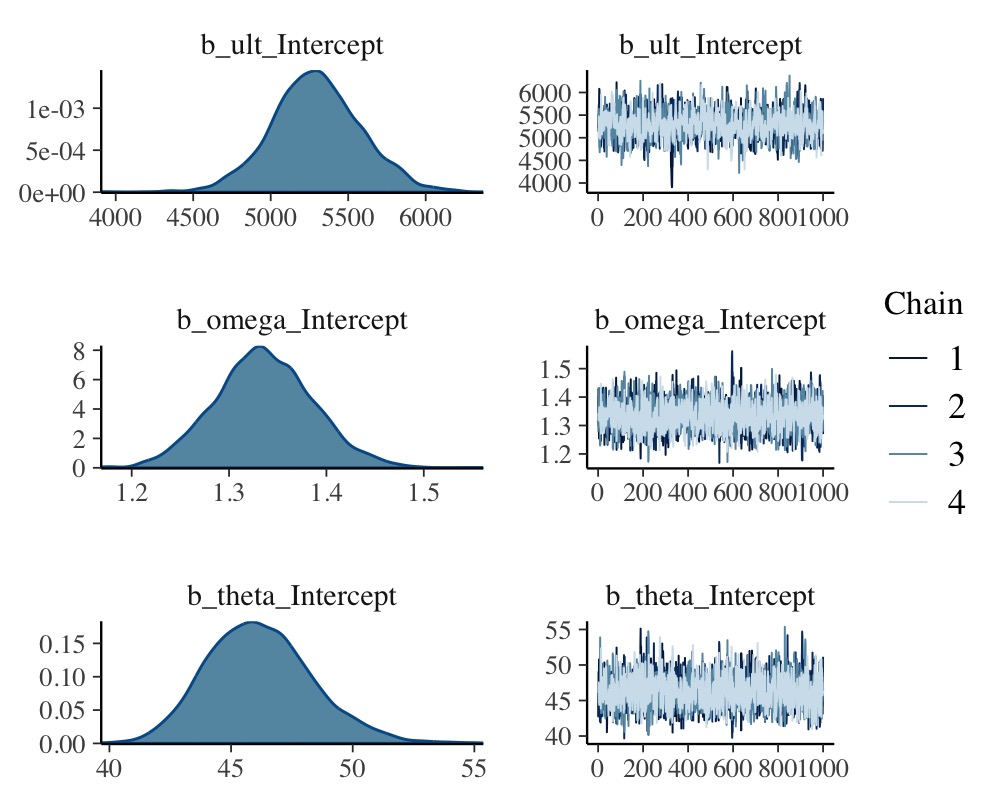 b_ult_Intercept
1e-03
5e-04
0e+00
4000 4500 5000 5500 6000
b_ult_Intercept
6000
5500
5000
4500
4000
0 200 400 600 800 1000
b_omega_Intercept
8
6
4
2
0
1.2 1.3 1.4 1.5
b_omega_Intercept
1.5
1.4
1.3
1.2
0 200 400 600 800 1000
b_theta_Intercept
0.15
0.10
0.05
0.00
40 45 50 55
b_theta_Intercept
55
50
45
40
0 200 400 600 800 1000
Chain
1
2
3
4